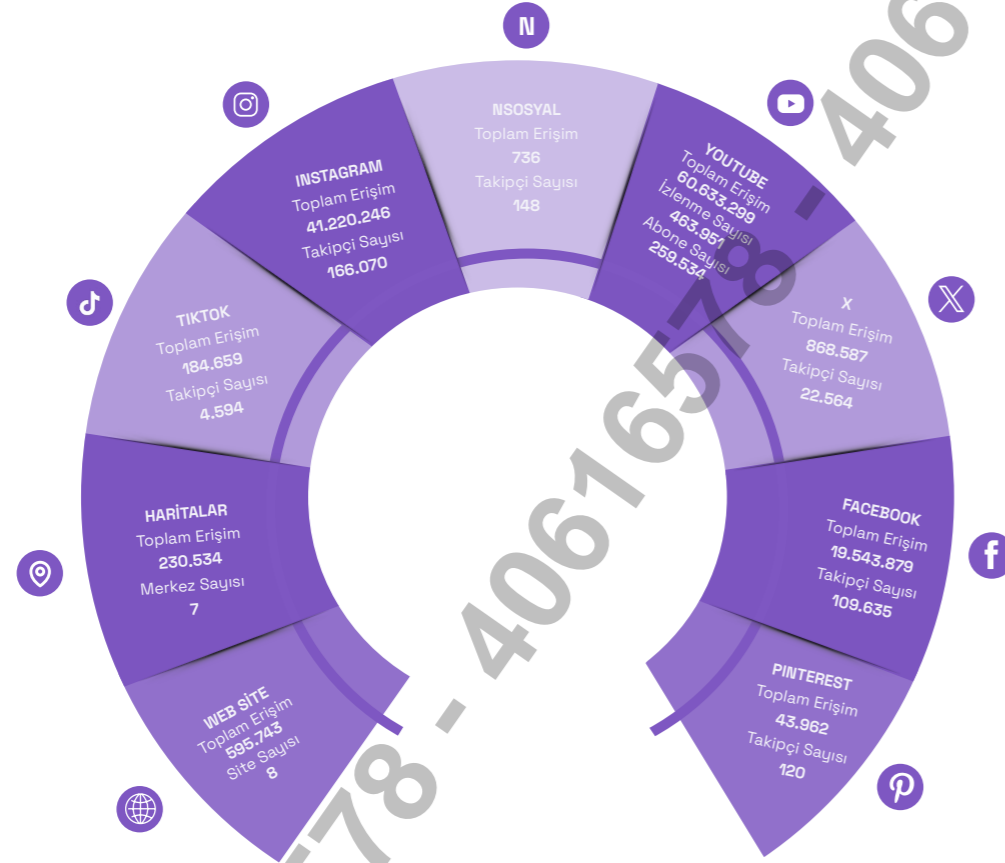 N
NSOSYAL
Toplam Erişim
736
Takipçi Sayısı
148
INSTAGRAM
Toplam Erişim
41.220.246
Takipçi Sayısı
166.070
YOUTUBE
Toplam Erişim
60.633.299
İzlenme Sayısı
463.951
Abone Sayısı
259.534
TIKTOK
Toplam Erişim
184.659
Takipçi Sayısı
4.594
X
Toplam Erişim
868.587
Takipçi Sayısı
22.564
HARİTALAR
Toplam Erişim
230.534
Merkez Sayısı
7
FACEBOOK
Toplam Erişim
19.543.879
Takipçi Sayısı
109.635
WEB SİTE
Toplam Erişim
595.743
Site Sayısı
8
PINTEREST
Toplam Erişim
43.962
Takipçi Sayısı
120
578 - 40616578 - 406